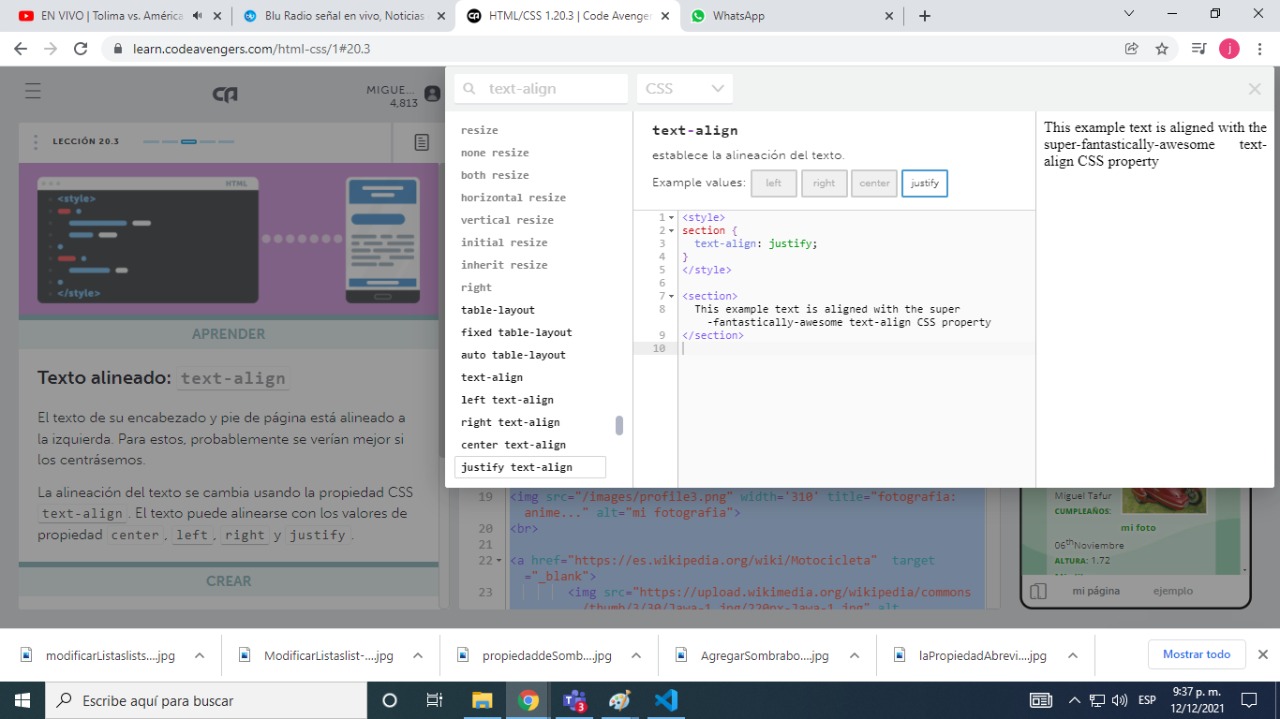 EN VIVO | Tolima vs. América
Blu Radio señal en vivo, Noticias
HTML/CSS 1.20.3 | Code Avenge
WhatsApp
learn.codeavengers.com/html-css/1#20.3
j
MIGUE...
4,813
LECCIÓN 20.3
HTML
<style>
</style>
APRENDER
Texto alineado: text-align
El texto de su encabezado y pie de página está alineado a
la izquierda. Para estos, probablemente se verían mejor si
los centrásemos.
La alineación del texto se cambia usando la propiedad CSS
text-align. El texto puede alinearse con los valores de
propiedad center, left, right y justify.
CREAR
text-align
CSS
resize
none resize
both resize
horizontal resize
vertical resize
initial resize
inherit resize
right
table-layout
fixed table-layout
auto table-layout
text-align
left text-align
right text-align
center text-align
justify text-align
text-align
establece la alineación del texto.
Example values: left right center justify
1 <style>
2 section {
3 text-align: justify;
4 }
5 </style>
6
7 <section>
8 This example text is aligned with the super
-fantastically-awesome text-align CSS property
9 </section>
10
This example text is aligned with the
super-fantastically-awesome text-
align CSS property
19 <img src="/images/profile3.png" width='310' title="fotografia:
anime..." alt="mi fotografia">
20 <br>
21
22 <a href="https://es.wikipedia.org/wiki/Motocicleta" target
="_blank">
23 <img src="https://upload.wikimedia.org/wikipedia/commons
/thumb/3/30/Jawa-1.jpg/220px-Jawa-1.jpg" alt
Miguel Tafur
CUMPLEAÑOS:
mi foto
06thNoviembre
ALTURA: 1.72
mi página
ejemplo
modificarListaslists....jpg
ModificarListaslist-....jpg
propiedaddeSomb....jpg
AgregarSombrabo....jpg
laPropiedadAbrevi....jpg
Mostrar todo
Escribe aquí para buscar
3
ESP
9:37 p. m.
12/12/2021